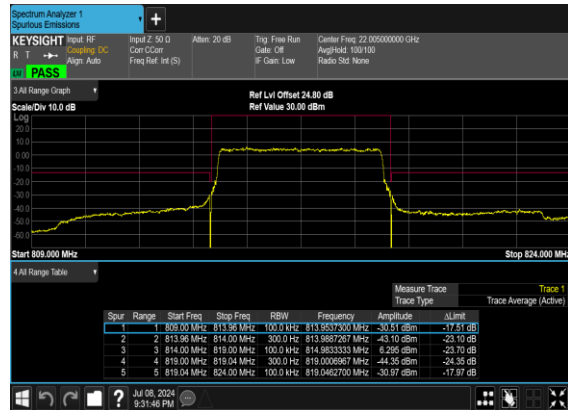 Spectrum Analyzer 1
Spurious Emissions
+
KEYSIGHT Input: RF Input Z: 50 Ω Atten: 20 dB Trig: Free Run Center Freq: 22.005000000 GHz
R T Coupling: DC Corr CCorr Gate: Off Avg|Hold: 100/100
Align: Auto Freq Ref: Int (S) IF Gain: Low Radio Std: None
PASS
3 All Range Graph
Ref Lvl Offset 24.80 dB
Scale/Div 10.0 dB Ref Value 30.00 dBm
Log
20.0
10.0
0.00
-10.0
-20.0
-30.0
-40.0
-50.0
-60.0
Start 809.000 MHz Stop 824.000 MHz
4 All Range Table
Measure Trace Trace 1
Trace Type Trace Average (Active)
Spur Range Start Freq Stop Freq RBW Frequency Amplitude ΔLimit
1 1 809.00 MHz 813.96 MHz 100.0 kHz 813.9537300 MHz -30.51 dBm -17.51 dB
2 2 813.96 MHz 814.00 MHz 300.0 Hz 813.9887267 MHz -43.10 dBm -23.10 dB
3 3 814.00 MHz 819.00 MHz 100.0 kHz 814.9833333 MHz 6.295 dBm -23.70 dB
4 4 819.00 MHz 819.04 MHz 300.0 Hz 819.0006967 MHz -44.35 dBm -24.35 dB
5 5 819.04 MHz 824.00 MHz 100.0 kHz 819.0462700 MHz -30.97 dBm -17.97 dB
?
Jul 08, 2024
9:31:46 PM